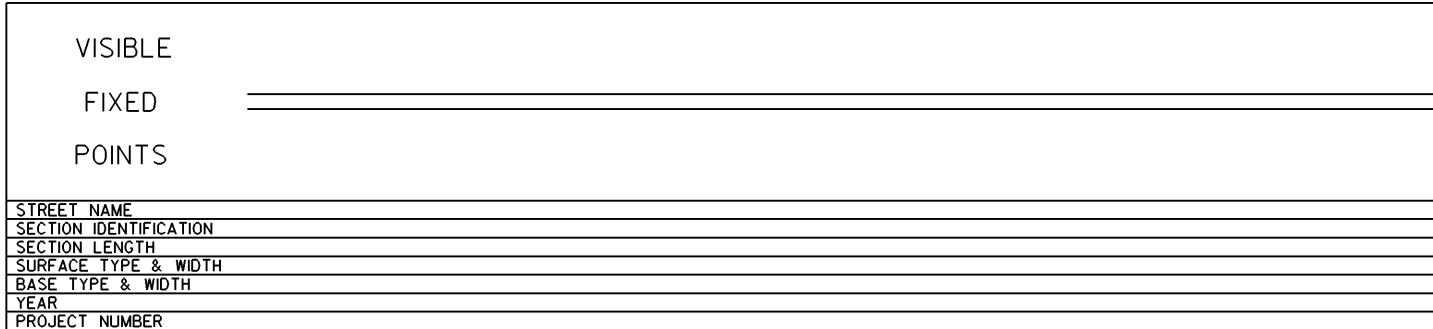 VISIBLE
FIXED
POINTS
STREET NAME
SECTION IDENTIFICATION
SECTION LENGTH
SURFACE TYPE & WIDTH
BASE TYPE & WIDTH
YEAR
PROJECT NUMBER